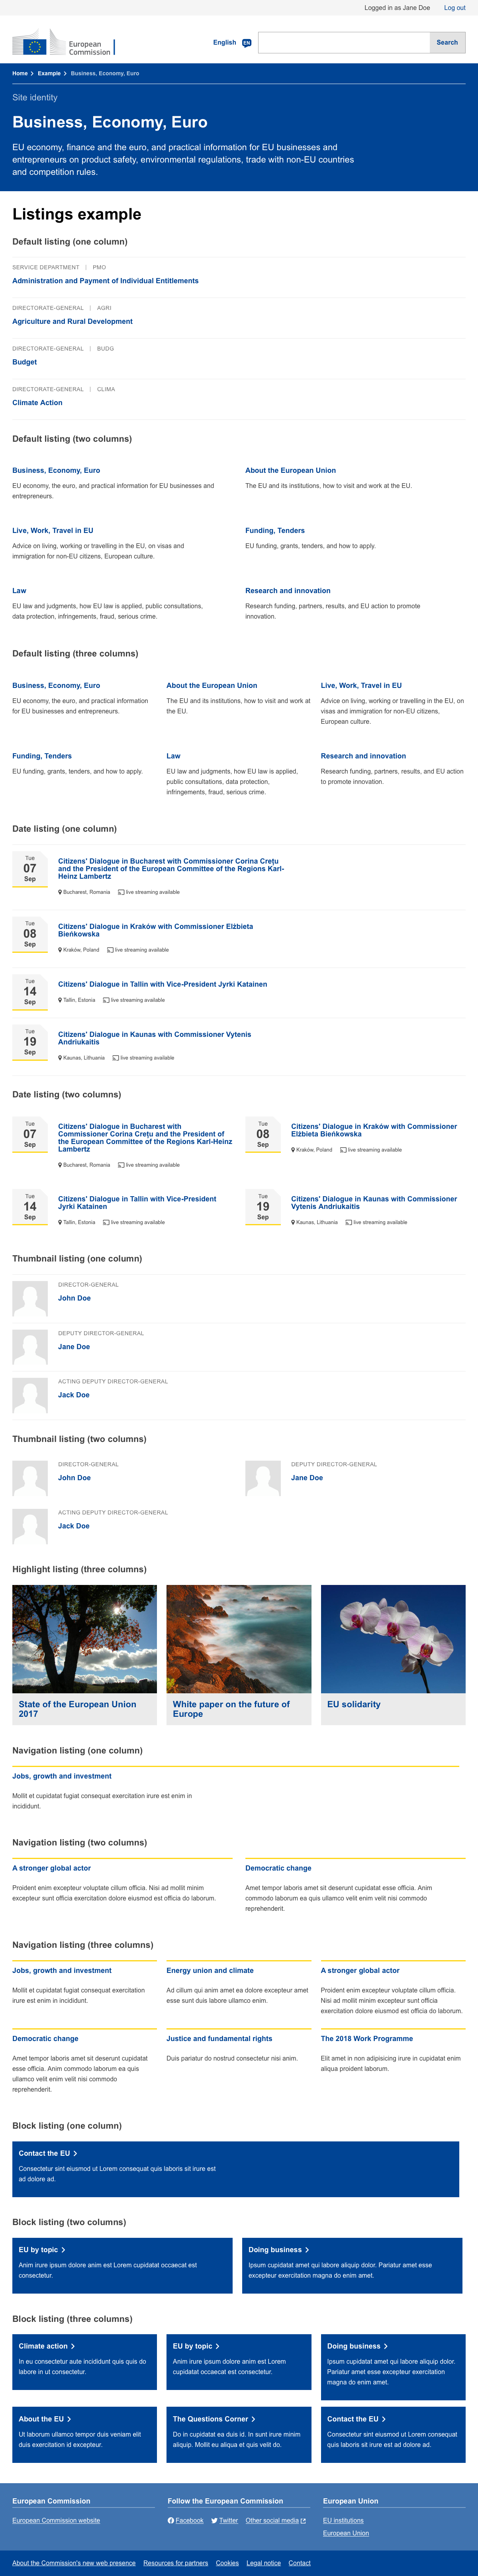 Logged in as Jane Doe Log out
European
Commission
English EN Search
Home Example Business, Economy, Euro
Site identity
Business, Economy, Euro
EU economy, finance and the euro, and practical information for EU businesses and
entrepreneurs on product safety, environmental regulations, trade with non-EU countries
and competition rules.
Listings example
Default listing (one column)
SERVICE DEPARTMENT | PMO
Administration and Payment of Individual Entitlements
DIRECTORATE-GENERAL | AGRI
Agriculture and Rural Development
DIRECTORATE-GENERAL | BUDG
Budget
DIRECTORATE-GENERAL | CLIMA
Climate Action
Default listing (two columns)
Business, Economy, Euro
EU economy, the euro, and practical information for EU businesses and
entrepreneurs.
About the European Union
The EU and its institutions, how to visit and work at the EU.
Live, Work, Travel in EU
Advice on living, working or travelling in the EU, on visas and
immigration for non-EU citizens, European culture.
Funding, Tenders
EU funding, grants, tenders, and how to apply.
Law
EU law and judgments, how EU law is applied, public consultations,
data protection, infringements, fraud, serious crime.
Research and innovation
Research funding, partners, results, and EU action to promote
innovation.
Default listing (three columns)
Business, Economy, Euro
EU economy, the euro, and practical information
for EU businesses and entrepreneurs.
About the European Union
The EU and its institutions, how to visit and work at
the EU.
Live, Work, Travel in EU
Advice on living, working or travelling in the EU, on
visas and immigration for non-EU citizens,
European culture.
Funding, Tenders
EU funding, grants, tenders, and how to apply.
Law
EU law and judgments, how EU law is applied,
public consultations, data protection,
infringements, fraud, serious crime.
Research and innovation
Research funding, partners, results, and EU action
to promote innovation.
Date listing (one column)
Tue
07
Sep
Citizens' Dialogue in Bucharest with Commissioner Corina Crețu
and the President of the European Committee of the Regions Karl-
Heinz Lambertz
Bucharest, Romania live streaming available
Tue
08
Sep
Citizens' Dialogue in Kraków with Commissioner Elżbieta
Bieńkowska
Kraków, Poland live streaming available
Tue
14
Sep
Citizens' Dialogue in Tallin with Vice-President Jyrki Katainen
Tallin, Estonia live streaming available
Tue
19
Sep
Citizens' Dialogue in Kaunas with Commissioner Vytenis
Andriukaitis
Kaunas, Lithuania live streaming available
Date listing (two columns)
Tue
07
Sep
Citizens' Dialogue in Bucharest with
Commissioner Corina Crețu and the President of
the European Committee of the Regions Karl-Heinz
Lambertz
Bucharest, Romania live streaming available
Tue
08
Sep
Citizens' Dialogue in Kraków with Commissioner
Elżbieta Bieńkowska
Kraków, Poland live streaming available
Tue
14
Sep
Citizens' Dialogue in Tallin with Vice-President
Jyrki Katainen
Tallin, Estonia live streaming available
Tue
19
Sep
Citizens' Dialogue in Kaunas with Commissioner
Vytenis Andriukaitis
Kaunas, Lithuania live streaming available
Thumbnail listing (one column)
DIRECTOR-GENERAL
John Doe
DEPUTY DIRECTOR-GENERAL
Jane Doe
ACTING DEPUTY DIRECTOR-GENERAL
Jack Doe
Thumbnail listing (two columns)
DIRECTOR-GENERAL
John Doe
DEPUTY DIRECTOR-GENERAL
Jane Doe
ACTING DEPUTY DIRECTOR-GENERAL
Jack Doe
Highlight listing (three columns)
State of the European Union
2017
White paper on the future of
Europe
EU solidarity
Navigation listing (one column)
Jobs, growth and investment
Mollit et cupidatat fugiat consequat exercitation irure est enim in
incididunt.
Navigation listing (two columns)
A stronger global actor
Proident enim excepteur voluptate cillum officia. Nisi ad mollit minim
excepteur sunt officia exercitation dolore eiusmod est officia do laborum.
Democratic change
Amet tempor laboris amet sit deserunt cupidatat esse officia. Anim
commodo laborum ea quis ullamco velit enim velit nisi commodo
reprehenderit.
Navigation listing (three columns)
Jobs, growth and investment
Mollit et cupidatat fugiat consequat exercitation
irure est enim in incididunt.
Energy union and climate
Ad cillum qui anim amet ea dolore excepteur amet
esse sunt duis labore ullamco enim.
A stronger global actor
Proident enim excepteur voluptate cillum officia.
Nisi ad mollit minim excepteur sunt officia
exercitation dolore eiusmod est officia do laborum.
Democratic change
Amet tempor laboris amet sit deserunt cupidatat
esse officia. Anim commodo laborum ea quis
ullamco velit enim velit nisi commodo
reprehenderit.
Justice and fundamental rights
Duis pariatur do nostrud consectetur nisi anim.
The 2018 Work Programme
Elit amet in non adipisicing irure in cupidatat enim
aliqua proident laborum.
Block listing (one column)
Contact the EU
Consectetur sint eiusmod ut Lorem consequat quis laboris sit irure est
ad dolore ad.
Block listing (two columns)
EU by topic
Anim irure ipsum dolore anim est Lorem cupidatat occaecat est
consectetur.
Doing business
Ipsum cupidatat amet qui labore aliquip dolor. Pariatur amet esse
excepteur exercitation magna do enim amet.
Block listing (three columns)
Climate action
In eu consectetur aute incididunt quis quis do
labore in ut consectetur.
EU by topic
Anim irure ipsum dolore anim est Lorem
cupidatat occaecat est consectetur.
Doing business
Ipsum cupidatat amet qui labore aliquip dolor.
Pariatur amet esse excepteur exercitation
magna do enim amet.
About the EU
Ut laborum ullamco tempor duis veniam elit
duis exercitation id excepteur.
The Questions Corner
Do in cupidatat ea duis id. In sunt irure minim
aliquip. Mollit eu aliqua et quis velit do.
Contact the EU
Consectetur sint eiusmod ut Lorem consequat
quis laboris sit irure est ad dolore ad.
European Commission
European Commission website
Follow the European Commission
Facebook Twitter Other social media
European Union
EU institutions
European Union
About the Commission's new web presence Resources for partners Cookies Legal notice Contact